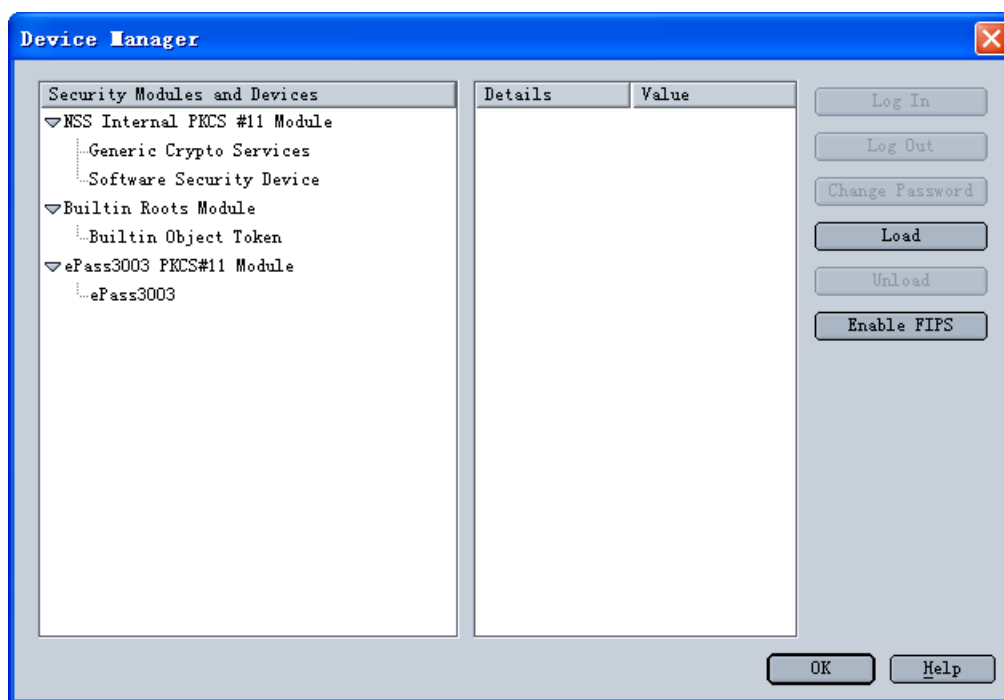 Device Manager
Security Modules and Devices
Details
Value
NSS Internal PKCS #11 Module
Generic Crypto Services
Software Security Device
Builtin Roots Module
Builtin Object Token
ePass3003 PKCS#11 Module
ePass3003
Log In
Log Out
Change Password
Load
Unload
Enable FIPS
OK
Help